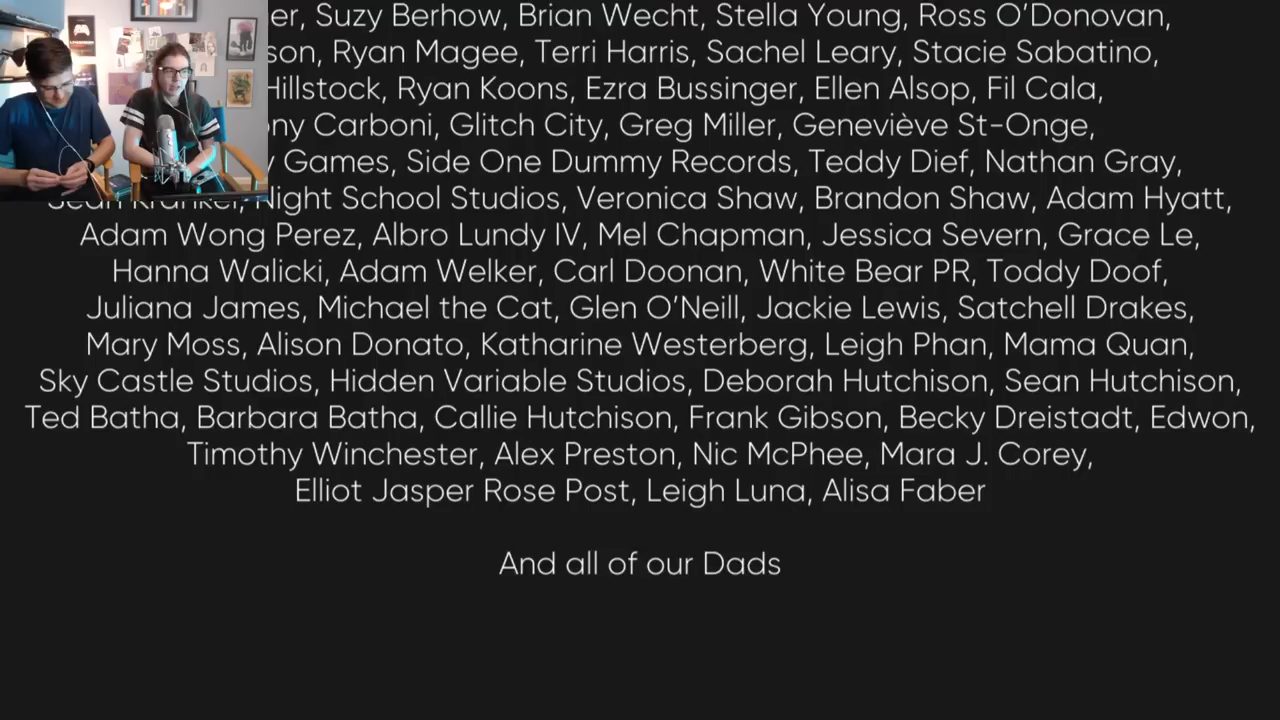 Suzy Berhow, Brian Wecht, Stella Young, Ross O’Donovan,
Ryan Magee, Terri Harris, Sachel Leary, Stacie Sabatino,
Hillstock, Ryan Koons, Ezra Bussinger, Ellen Alsop, Fil Cala,
Carboni, Glitch City, Greg Miller, Geneviève St-Onge,
Games, Side One Dummy Records, Teddy Dief, Nathan Gray,
Night School Studios, Veronica Shaw, Brandon Shaw, Adam Hyatt,
Adam Wong Perez, Albro Lundy IV, Mel Chapman, Jessica Severn, Grace Le,
Hanna Walicki, Adam Welker, Carl Doonan, White Bear PR, Toddy Doof,
Juliana James, Michael the Cat, Glen O’Neill, Jackie Lewis, Satchell Drakes,
Mary Moss, Alison Donato, Katharine Westerberg, Leigh Phan, Mama Quan,
Sky Castle Studios, Hidden Variable Studios, Deborah Hutchison, Sean Hutchison,
Ted Batha, Barbara Batha, Callie Hutchison, Frank Gibson, Becky Dreistadt, Edwon,
Timothy Winchester, Alex Preston, Nic McPhee, Mara J. Corey,
Elliot Jasper Rose Post, Leigh Luna, Alisa Faber
And all of our Dads